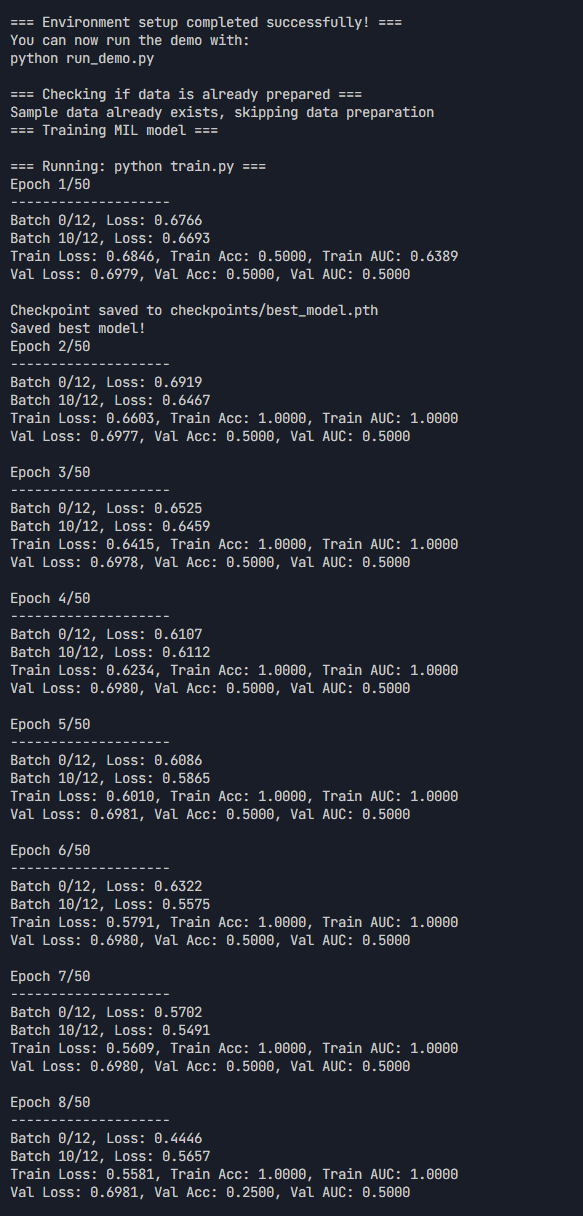 === Environment setup completed successfully! ===
You can now run the demo with:
python run_demo.py
=== Checking if data is already prepared ===
Sample data already exists, skipping data preparation
=== Training MIL model ===
=== Running: python train.py ===
Epoch 1/50
--------------------
Batch 0/12, Loss: 0.6766
Batch 10/12, Loss: 0.6693
Train Loss: 0.6846, Train Acc: 0.5000, Train AUC: 0.6389
Val Loss: 0.6979, Val Acc: 0.5000, Val AUC: 0.5000
Checkpoint saved to checkpoints/best_model.pth
Saved best model!
Epoch 2/50
--------------------
Batch 0/12, Loss: 0.6919
Batch 10/12, Loss: 0.6467
Train Loss: 0.6603, Train Acc: 1.0000, Train AUC: 1.0000
Val Loss: 0.6977, Val Acc: 0.5000, Val AUC: 0.5000
Epoch 3/50
--------------------
Batch 0/12, Loss: 0.6525
Batch 10/12, Loss: 0.6459
Train Loss: 0.6415, Train Acc: 1.0000, Train AUC: 1.0000
Val Loss: 0.6978, Val Acc: 0.5000, Val AUC: 0.5000
Epoch 4/50
--------------------
Batch 0/12, Loss: 0.6107
Batch 10/12, Loss: 0.6112
Train Loss: 0.6234, Train Acc: 1.0000, Train AUC: 1.0000
Val Loss: 0.6980, Val Acc: 0.5000, Val AUC: 0.5000
Epoch 5/50
--------------------
Batch 0/12, Loss: 0.6086
Batch 10/12, Loss: 0.5865
Train Loss: 0.6010, Train Acc: 1.0000, Train AUC: 1.0000
Val Loss: 0.6981, Val Acc: 0.5000, Val AUC: 0.5000
Epoch 6/50
--------------------
Batch 0/12, Loss: 0.6322
Batch 10/12, Loss: 0.5575
Train Loss: 0.5791, Train Acc: 1.0000, Train AUC: 1.0000
Val Loss: 0.6980, Val Acc: 0.5000, Val AUC: 0.5000
Epoch 7/50
--------------------
Batch 0/12, Loss: 0.5702
Batch 10/12, Loss: 0.5491
Train Loss: 0.5609, Train Acc: 1.0000, Train AUC: 1.0000
Val Loss: 0.6980, Val Acc: 0.5000, Val AUC: 0.5000
Epoch 8/50
--------------------
Batch 0/12, Loss: 0.4446
Batch 10/12, Loss: 0.5657
Train Loss: 0.5581, Train Acc: 1.0000, Train AUC: 1.0000
Val Loss: 0.6981, Val Acc: 0.2500, Val AUC: 0.5000